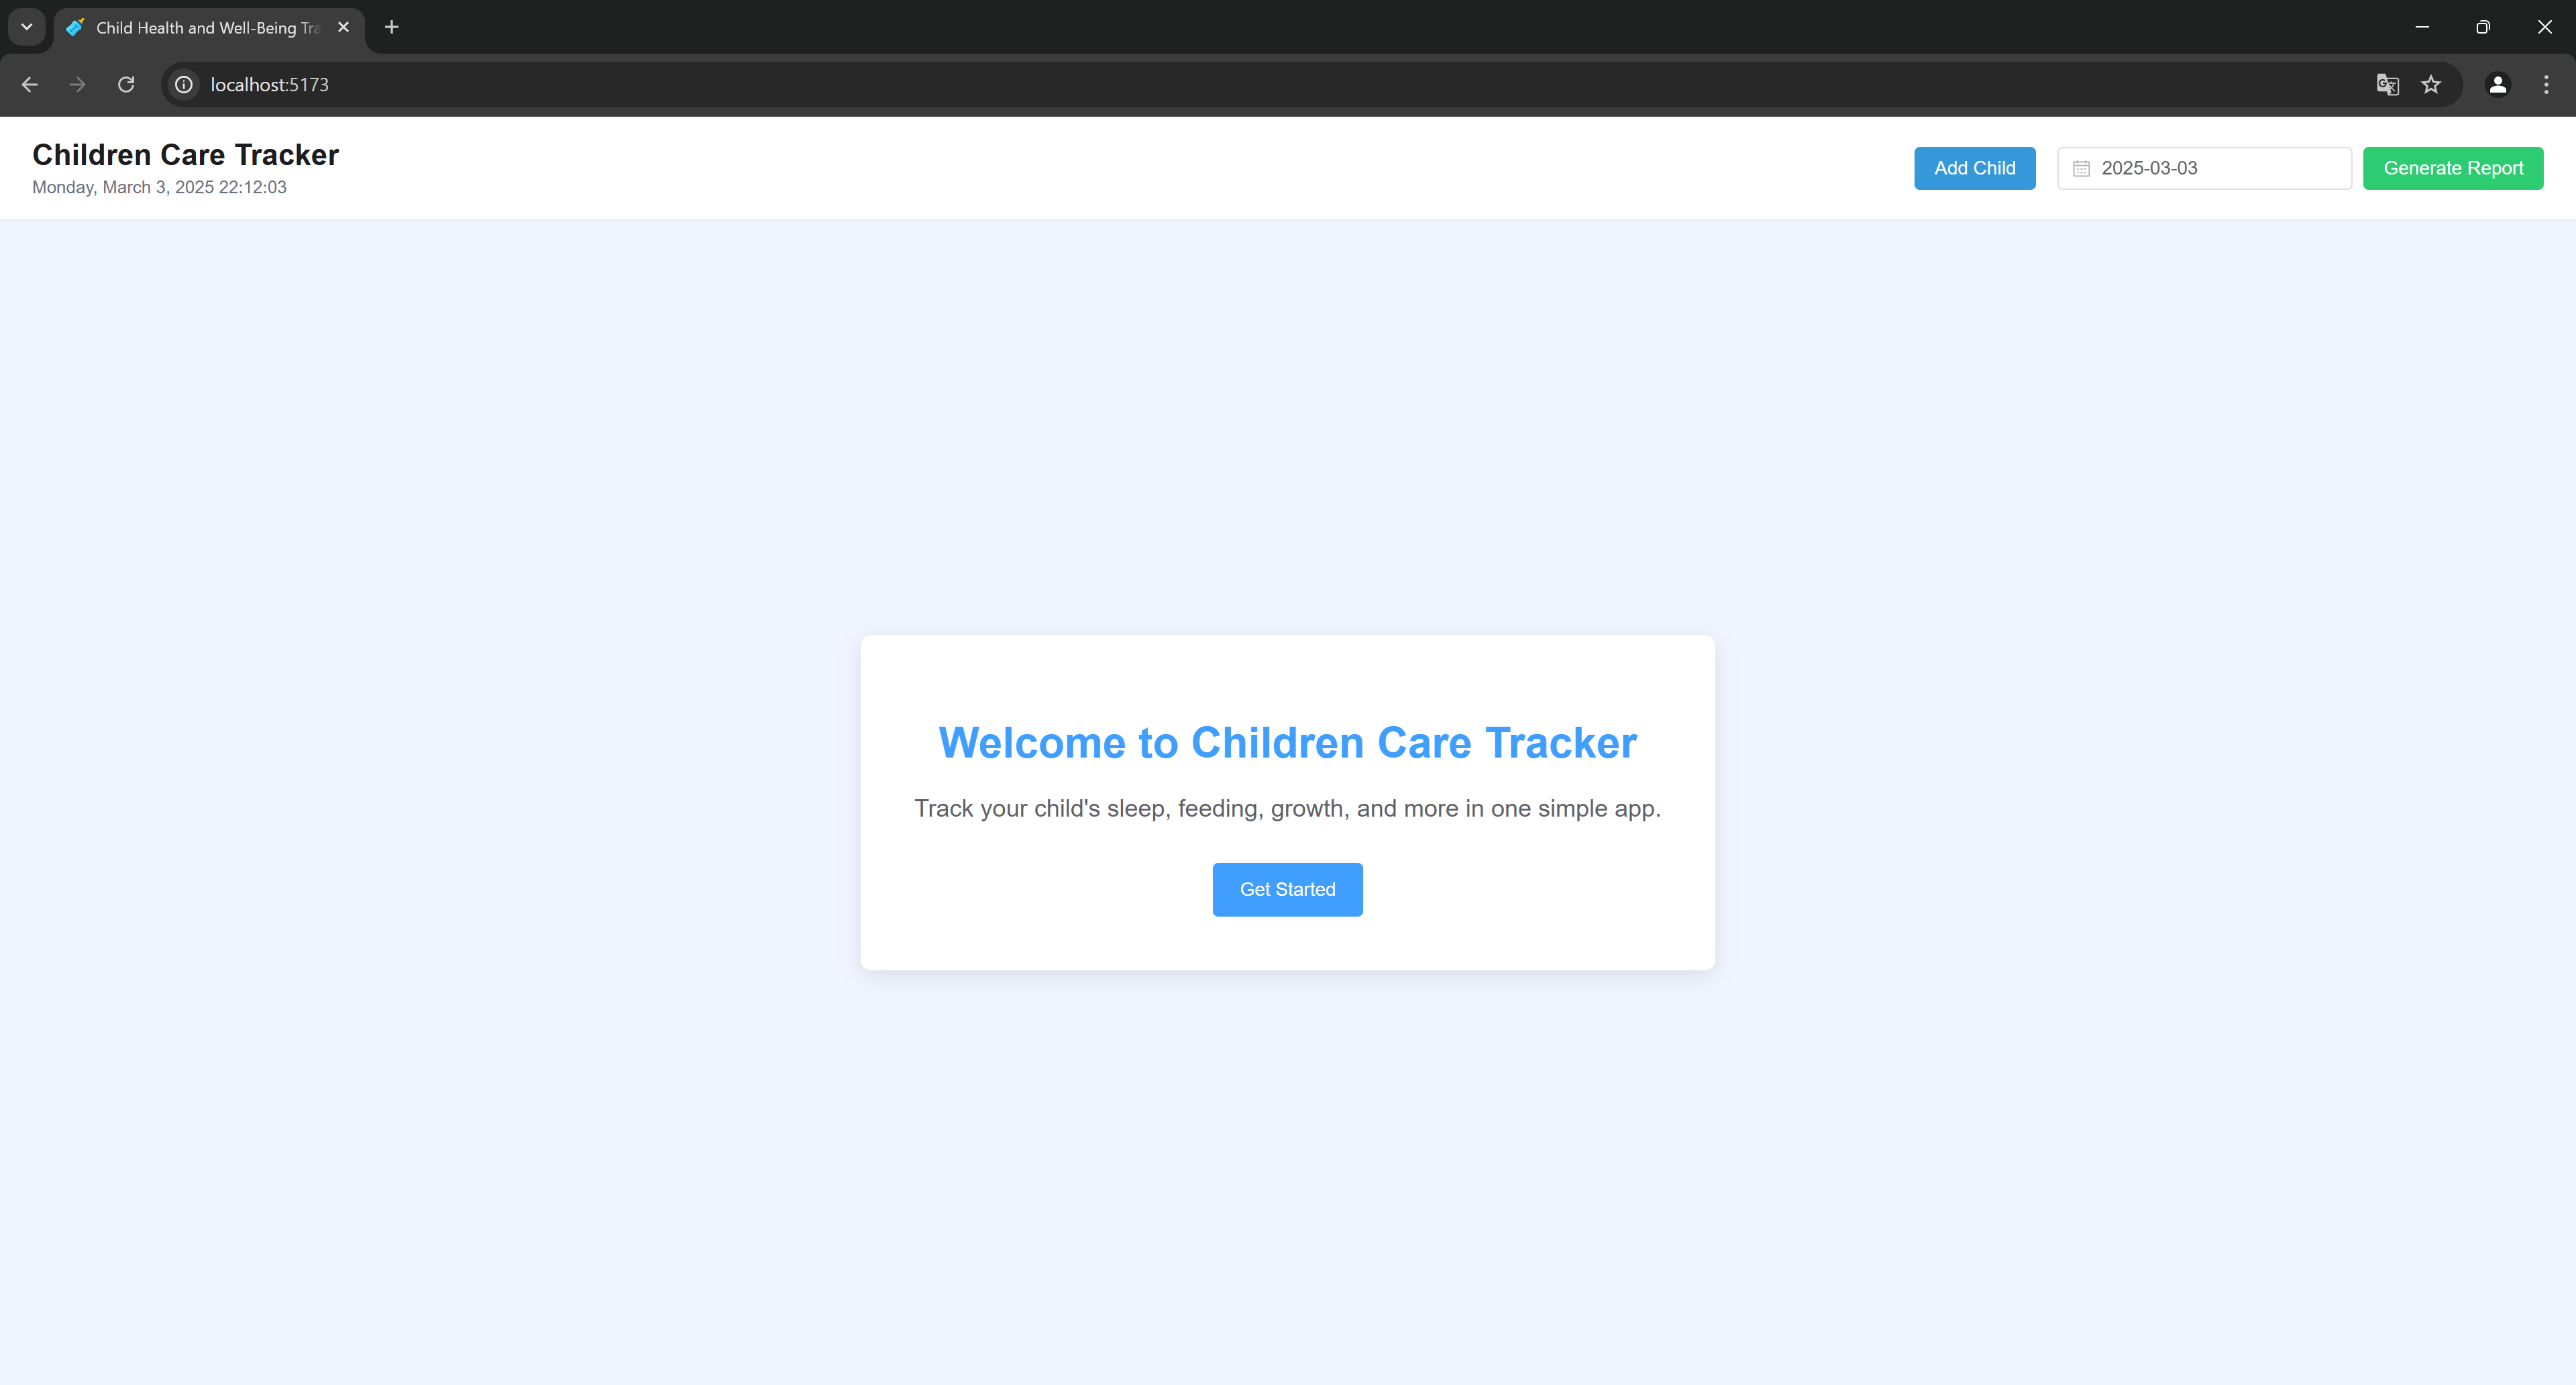 Child Health and Well-Being Tra
localhost:5173
Children Care Tracker
Monday, March 3, 2025 22:12:03
Add Child
2025-03-03
Generate Report
Welcome to Children Care Tracker
Track your child's sleep, feeding, growth, and more in one simple app.
Get Started